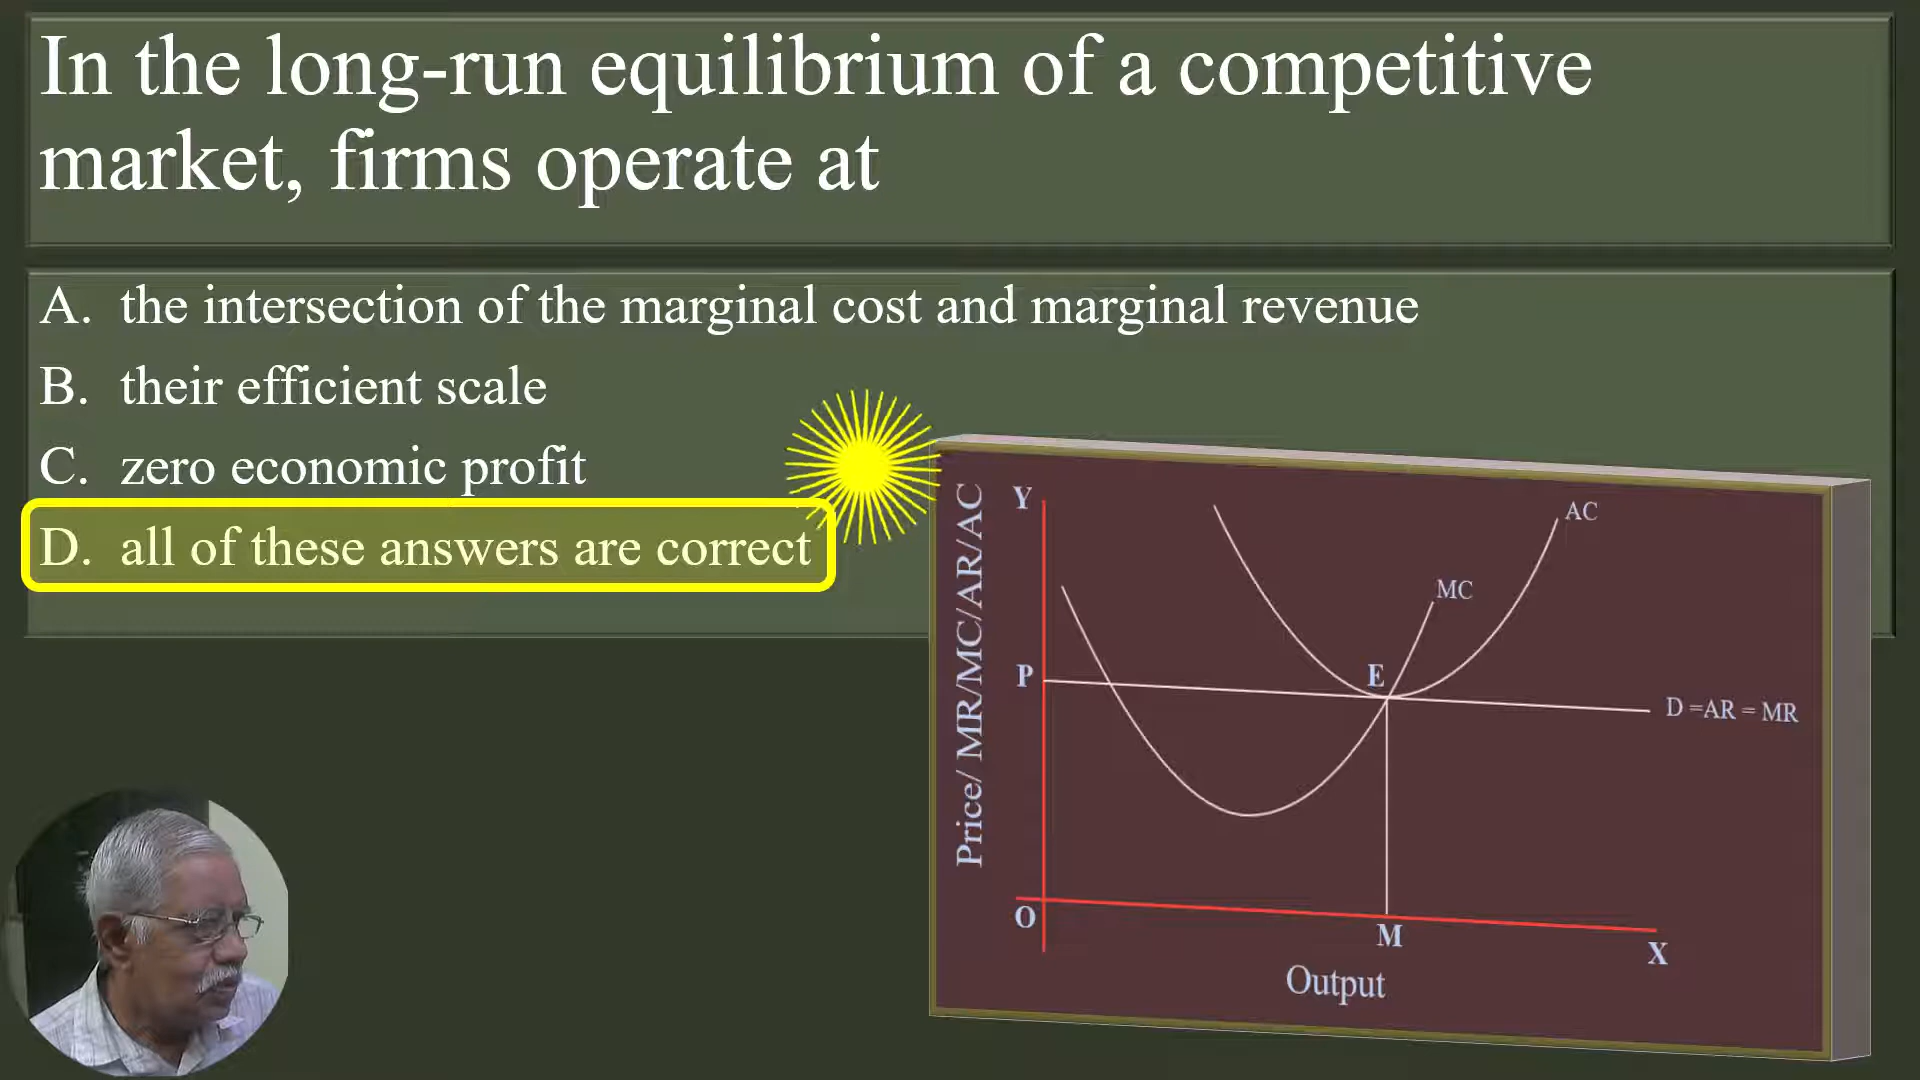 In the long-run equilibrium of a competitive
market, firms operate at
A. the intersection of the marginal cost and marginal revenue
B. their efficient scale
C. zero economic profit
D. all of these answers are correct
Y
Price/ MR/MC/AR/AC
AC
MC
P
E
D =AR = MR
O
M
X
Output